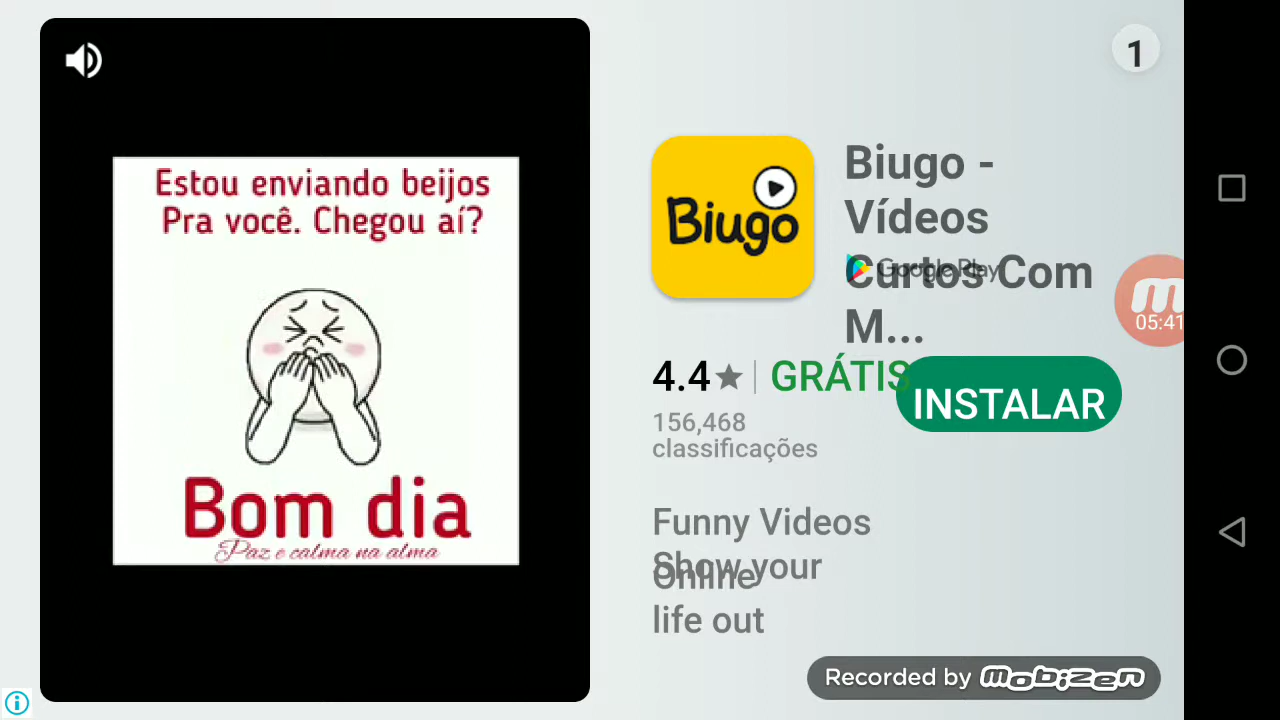 Estou enviando beijos
Pra você. Chegou aí?
Bom dia
Paz e calma na alma
1
Biugo
Biugo -
Vídeos
Curtos Com
M...
Google Play
05:41
4.4
GRÁTIS
INSTALAR
156,468
classificações
Funny Videos
Online
Show your
life out
Recorded by mobizen